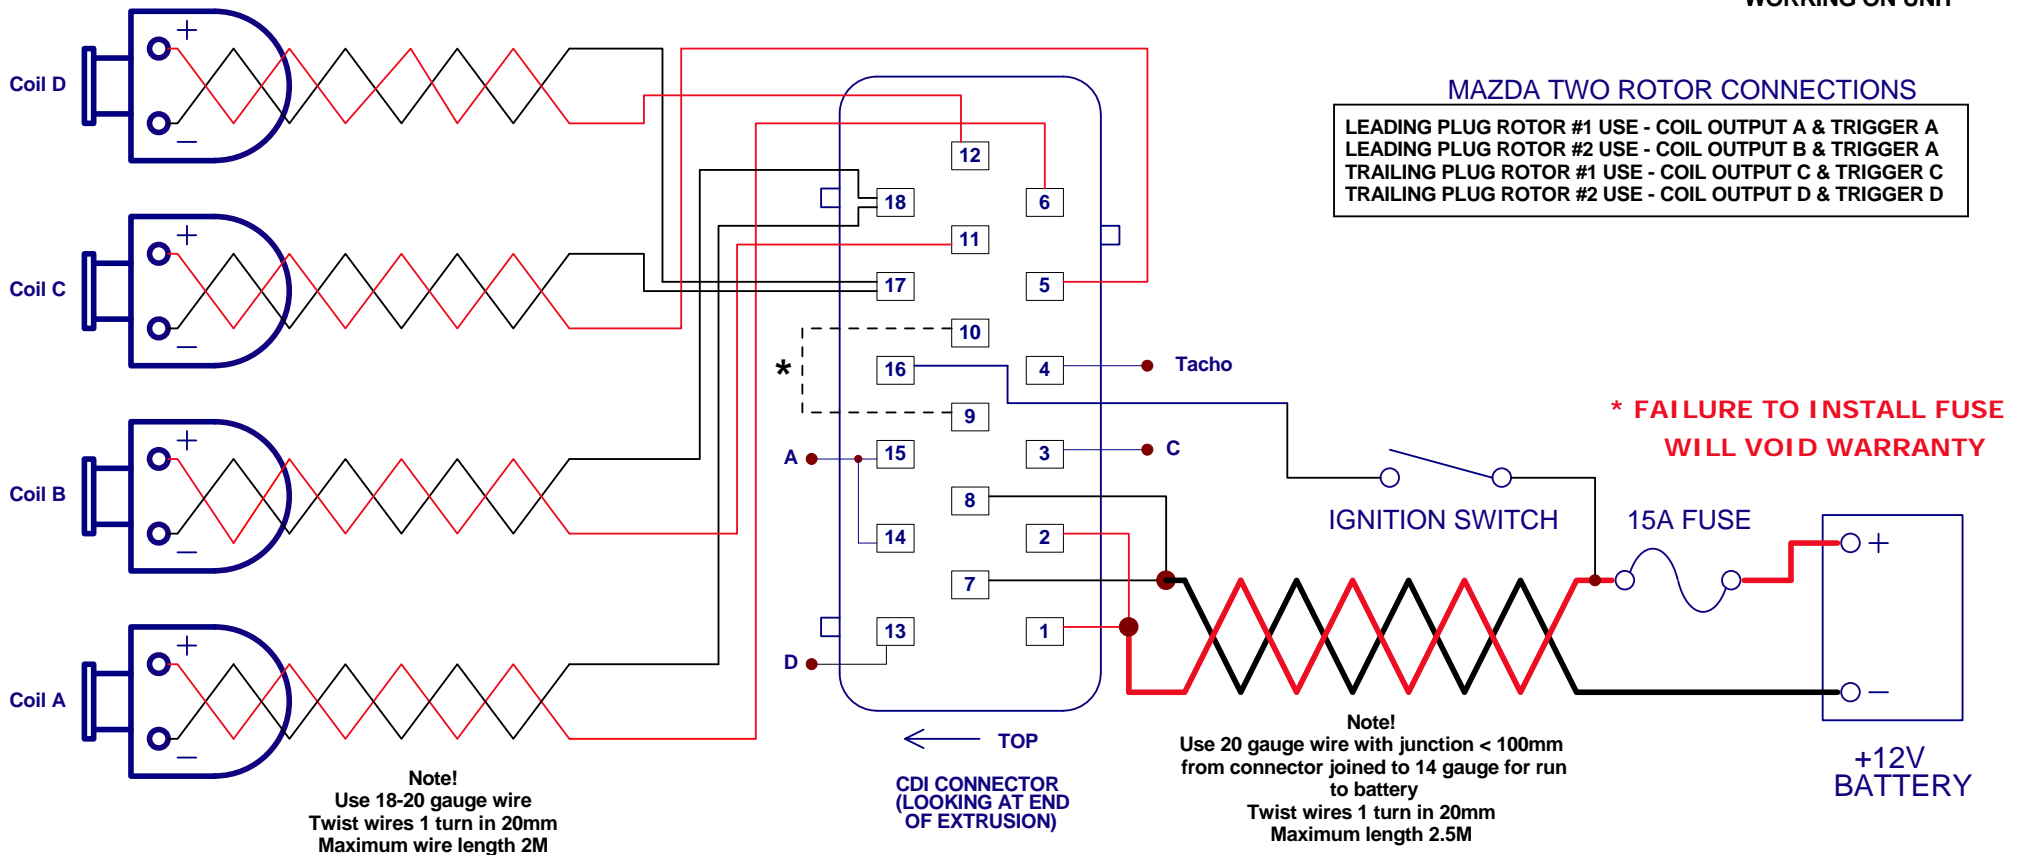 WORKING ON UNIT
MAZDA TWO ROTOR CONNECTIONS
LEADING PLUG ROTOR #1 USE - COIL OUTPUT A & TRIGGER A
LEADING PLUG ROTOR #2 USE - COIL OUTPUT B & TRIGGER A
TRAILING PLUG ROTOR #1 USE - COIL OUTPUT C & TRIGGER C
TRAILING PLUG ROTOR #2 USE - COIL OUTPUT D & TRIGGER D
Coil D
+
−
Coil C
+
−
Coil B
+
−
Coil A
+
−
12
18
6
11
17
5
10
16
4
Tacho
*
9
A
15
3
C
8
14
2
7
13
1
D
* FAILURE TO INSTALL FUSE
WILL VOID WARRANTY
IGNITION SWITCH
15A FUSE
+
−
+12V
BATTERY
TOP
CDI CONNECTOR
(LOOKING AT END
OF EXTRUSION)
Note!
Use 18-20 gauge wire
Twist wires 1 turn in 20mm
Maximum wire length 2M
Note!
Use 20 gauge wire with junction < 100mm
from connector joined to 14 gauge for run
to battery
Twist wires 1 turn in 20mm
Maximum length 2.5M